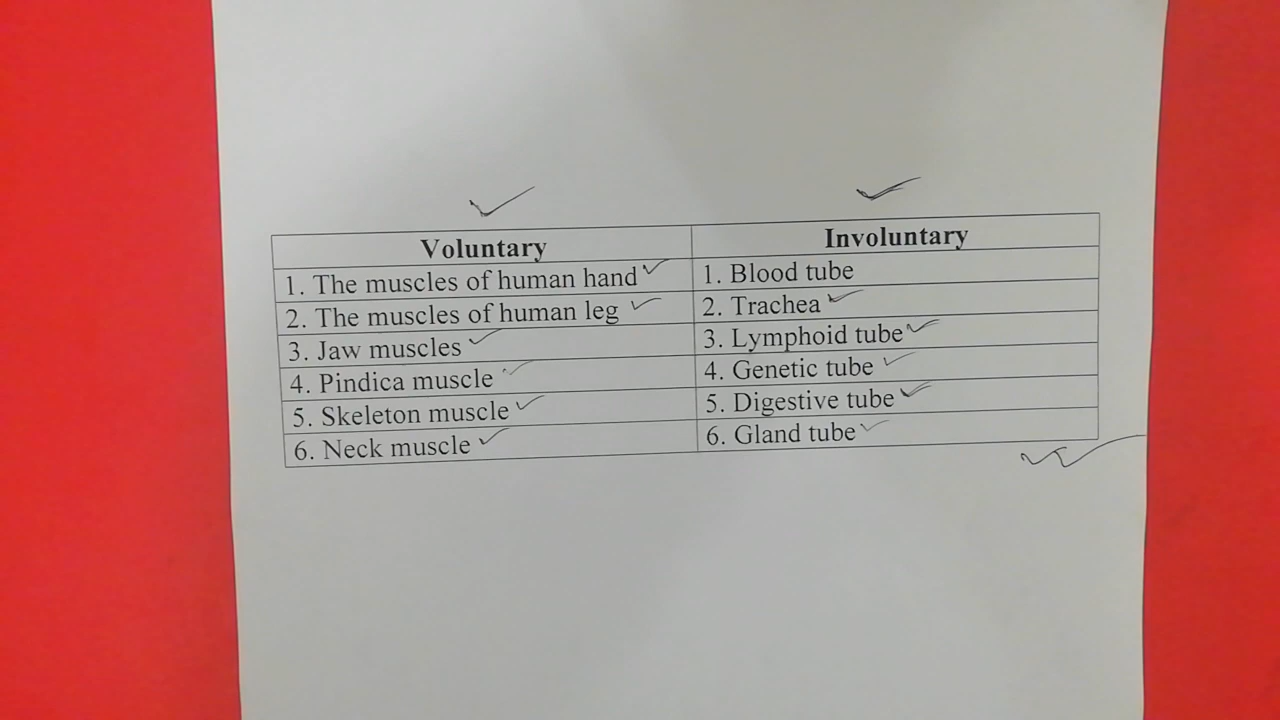 Voluntary Involuntary
1. The muscles of human hand 1. Blood tube
2. The muscles of human leg 2. Trachea
3. Jaw muscles 3. Lymphoid tube
4. Pindica muscle 4. Genetic tube
5. Skeleton muscle 5. Digestive tube
6. Neck muscle 6. Gland tube